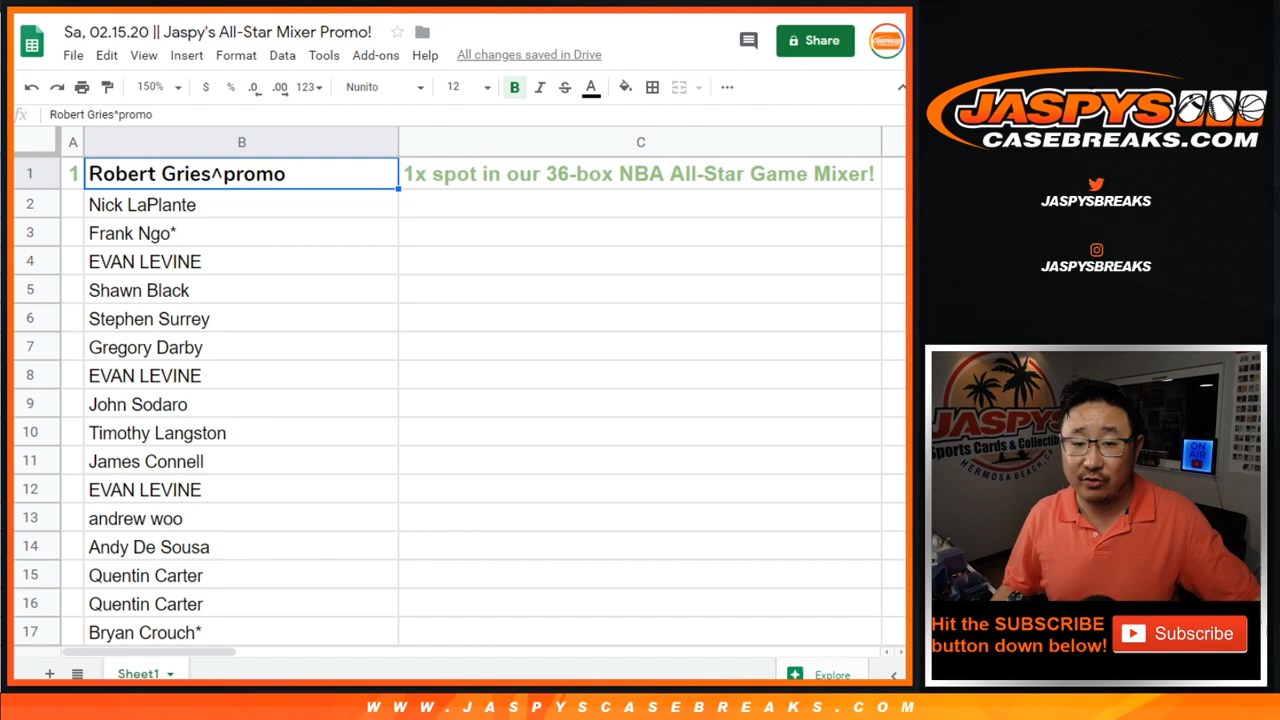 Sa, 02.15.20 || Jaspy's All-Star Mixer Promo!
File Edit View Insert Format Data Tools Add-ons Help All changes saved in Drive
Share
150% $ % .0 .00 123 Nunito 12 B I S A
fx Robert Gries^promo
A B C
1 1 Robert Gries^promo 1x spot in our 36-box NBA All-Star Game Mixer!
2 Nick LaPlante
3 Frank Ngo*
4 EVAN LEVINE
5 Shawn Black
6 Stephen Surrey
7 Gregory Darby
8 EVAN LEVINE
9 John Sodaro
10 Timothy Langston
11 James Connell
12 EVAN LEVINE
13 andrew woo
14 Andy De Sousa
15 Quentin Carter
16 Quentin Carter
17 Bryan Crouch*
Sheet1
Explore
JASPYS
CASEBREAKS.COM
JASPYSBREAKS
JASPYSBREAKS
JASPYS
Sports Cards & Collectib
HERMOSA BEACH, CA
ON
AIR
Hit the SUBSCRIBE
button down below!
Subscribe
WWW.JASPYSCASEBREAKS.COM